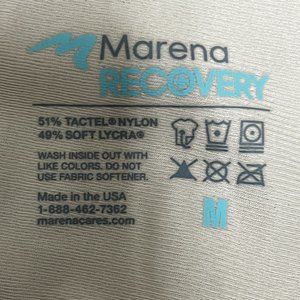 Marena
RECOVERY
51% TACTEL® NYLON
49% SOFT LYCRA®
WASH INSIDE OUT WITH
LIKE COLORS. DO NOT
USE FABRIC SOFTENER.
Made in the USA
1-888-462-7362
marenacares.com
M